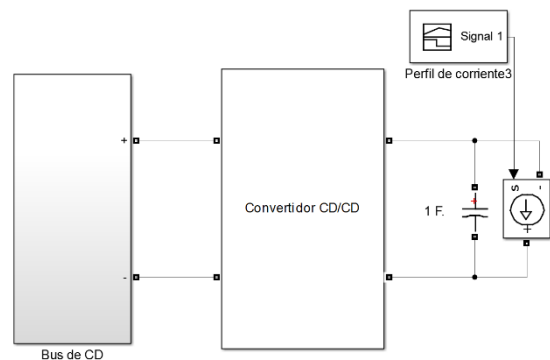 Signal 1
Perfil de corriente3
s
-
+
+
-
+
Convertidor CD/CD
1 F.
Bus de CD